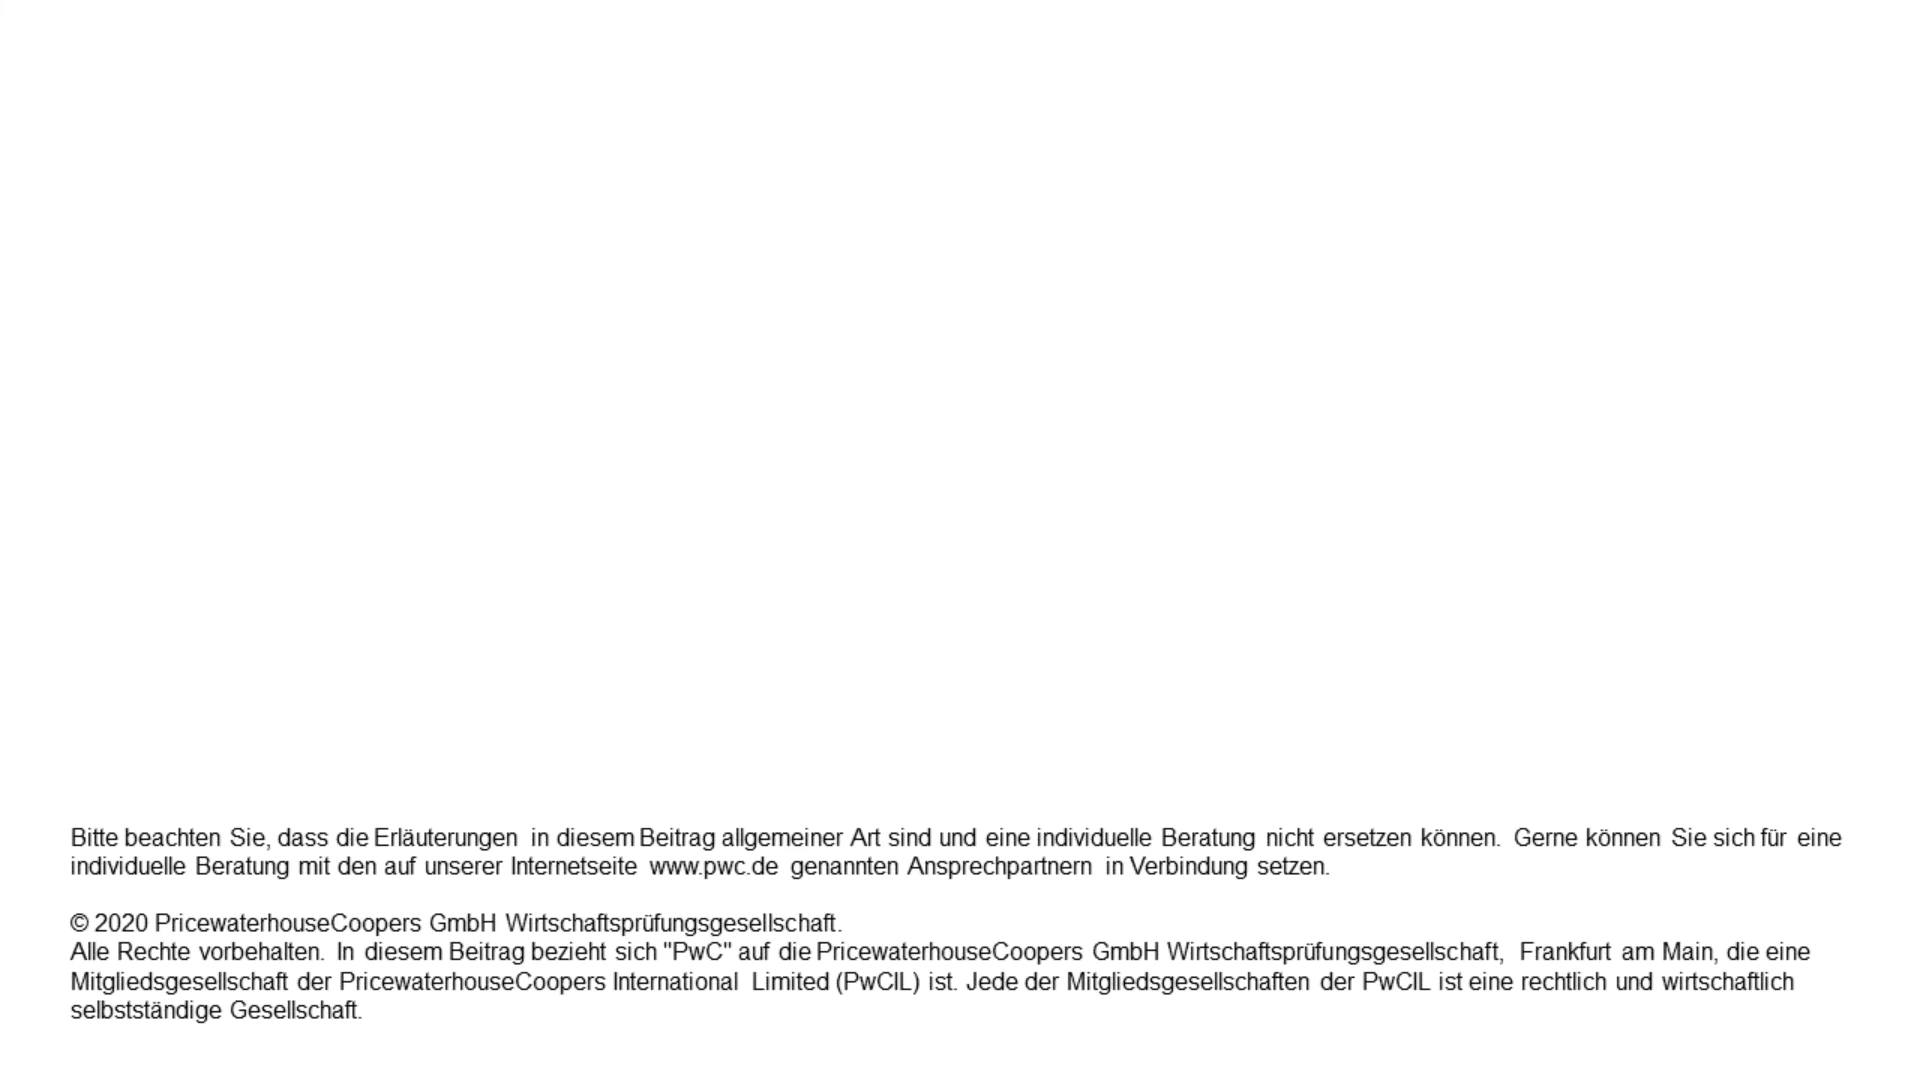 Bitte beachten Sie, dass die Erläuterungen in diesem Beitrag allgemeiner Art sind und eine individuelle Beratung nicht ersetzen können. Gerne können Sie sich für eine
individuelle Beratung mit den auf unserer Internetseite www.pwc.de genannten Ansprechpartnern in Verbindung setzen.
© 2020 PricewaterhouseCoopers GmbH Wirtschaftsprüfungsgesellschaft.
Alle Rechte vorbehalten. In diesem Beitrag bezieht sich "PwC" auf die PricewaterhouseCoopers GmbH Wirtschaftsprüfungsgesellschaft, Frankfurt am Main, die eine
Mitgliedsgesellschaft der PricewaterhouseCoopers International Limited (PwCIL) ist. Jede der Mitgliedsgesellschaften der PwCIL ist eine rechtlich und wirtschaftlich
selbstständige Gesellschaft.